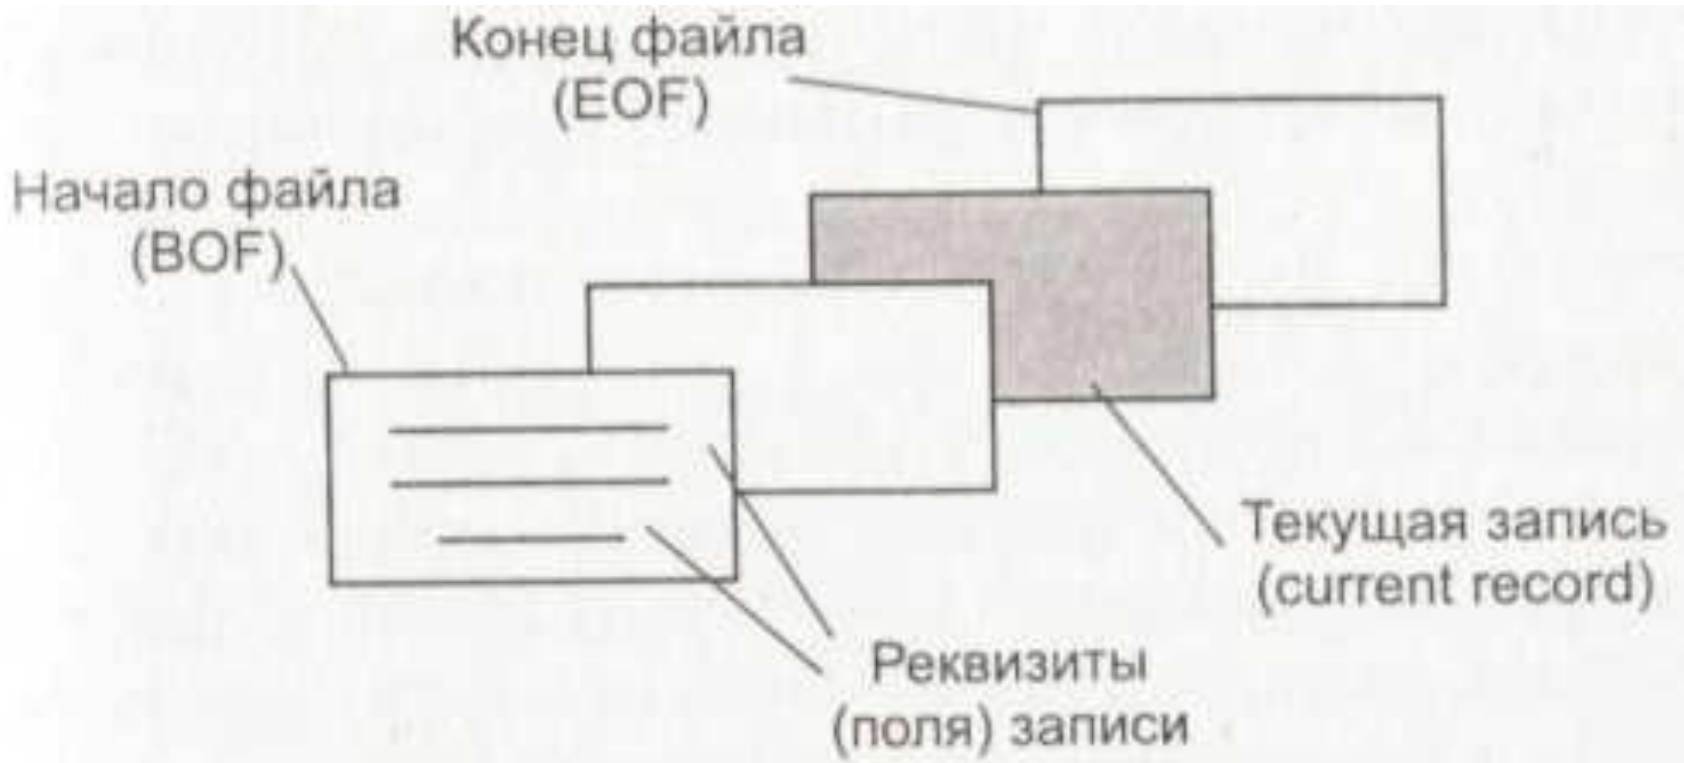 Конец файла
(EOF)
Начало файла
(BOF)
Текущая запись
(current record)
Реквизиты
(поля) записи